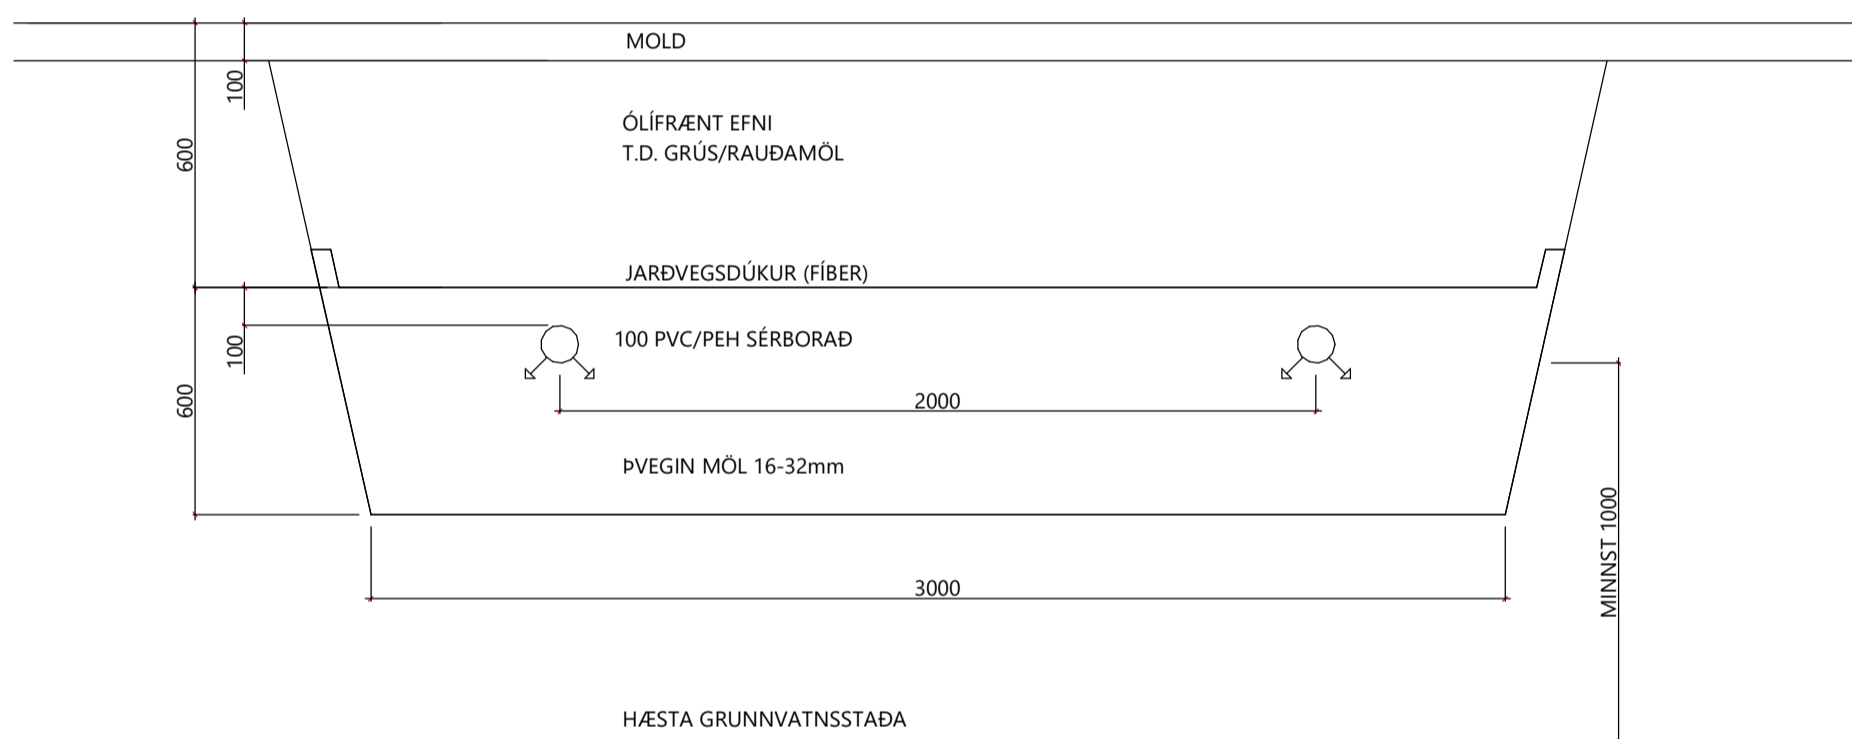 MOLD
100
ÓLÍFRÆNT EFNI
T.D. GRÚS/RAUÐAMÖL
600
JARÐVEGSDÚKUR (FÍBER)
100 PVC/PEH SÉRBORAÐ
100
600
2000
ÞVEGIN MÖL 16-32mm
MINNST 1000
3000
HÆSTA GRUNNVATNSSTAÐA